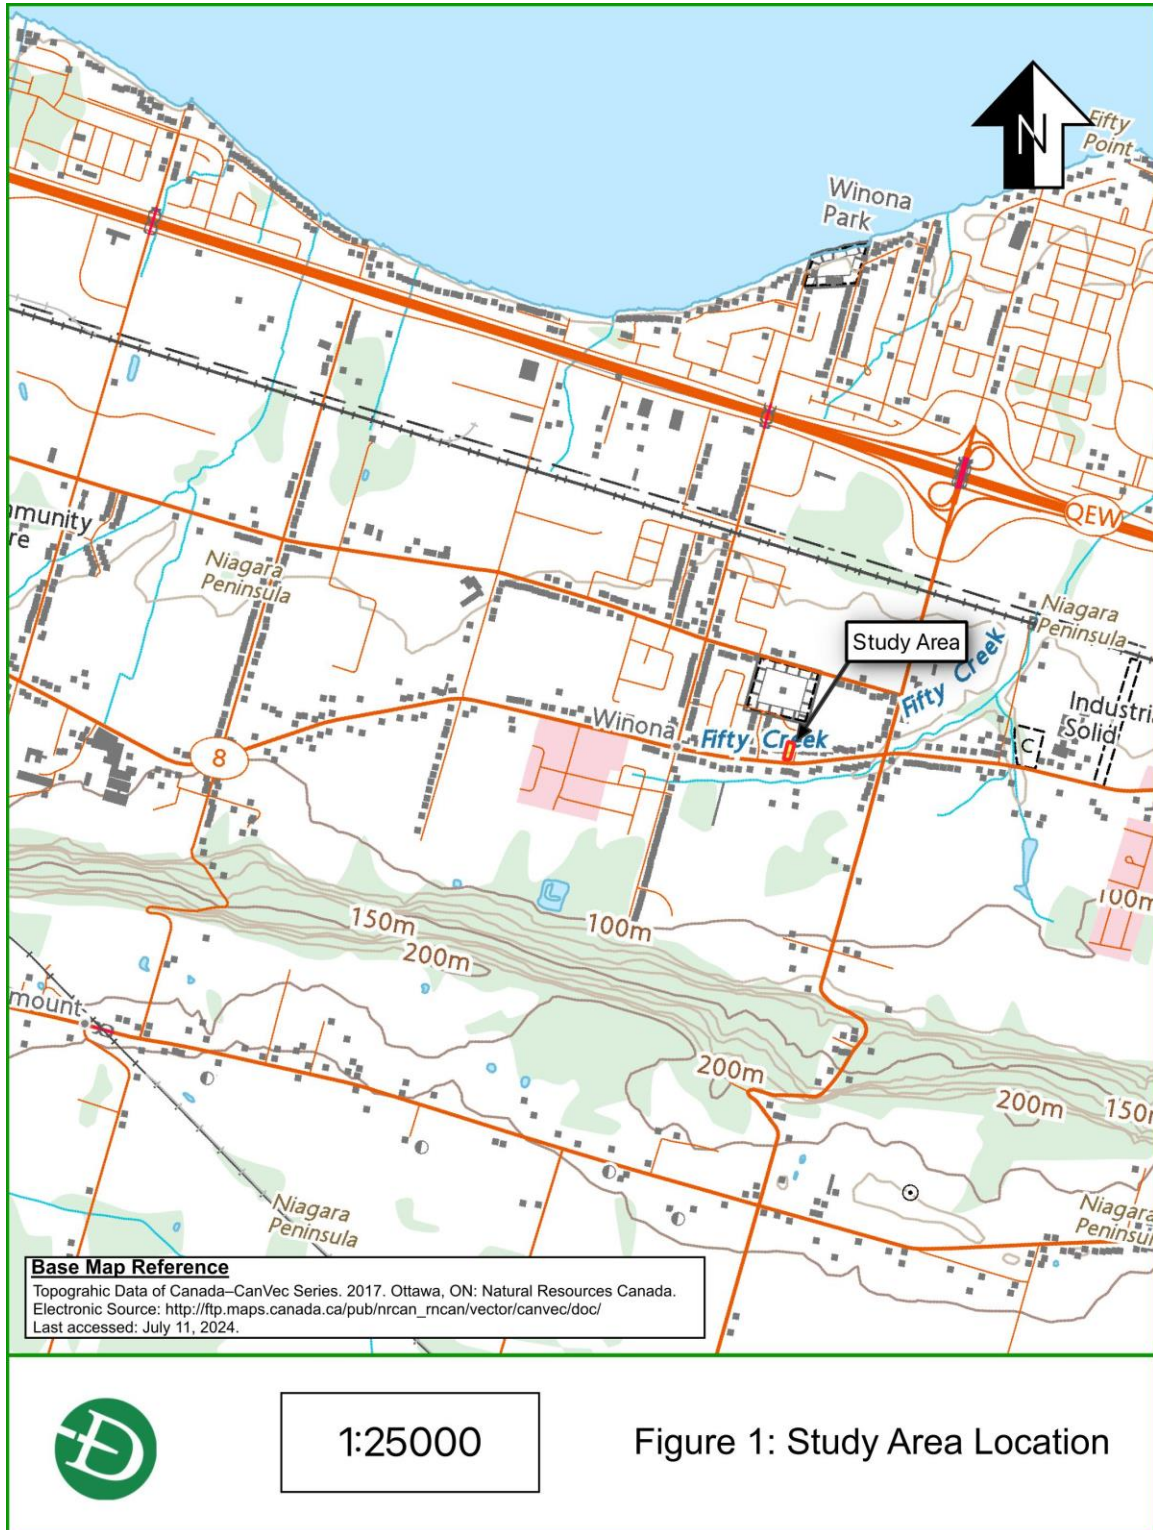 N
Fifty
Point
Winona
Park
QEW
mmunity
re
Niagara
Peninsula
Niagara
Peninsula
Study Area
Fifty Creek
Industria
Solid
C
Winona
Fifty Creek
8
100m
150m
200m
100m
mount
200m
200m
150m
Niagara
Peninsula
Niagara
Peninsul
Base Map Reference
Topograhic Data of Canada–CanVec Series. 2017. Ottawa, ON: Natural Resources Canada.
Electronic Source: http://ftp.maps.canada.ca/pub/nrcan_rncan/vector/canvec/doc/
Last accessed: July 11, 2024.
D
1:25000
Figure 1: Study Area Location